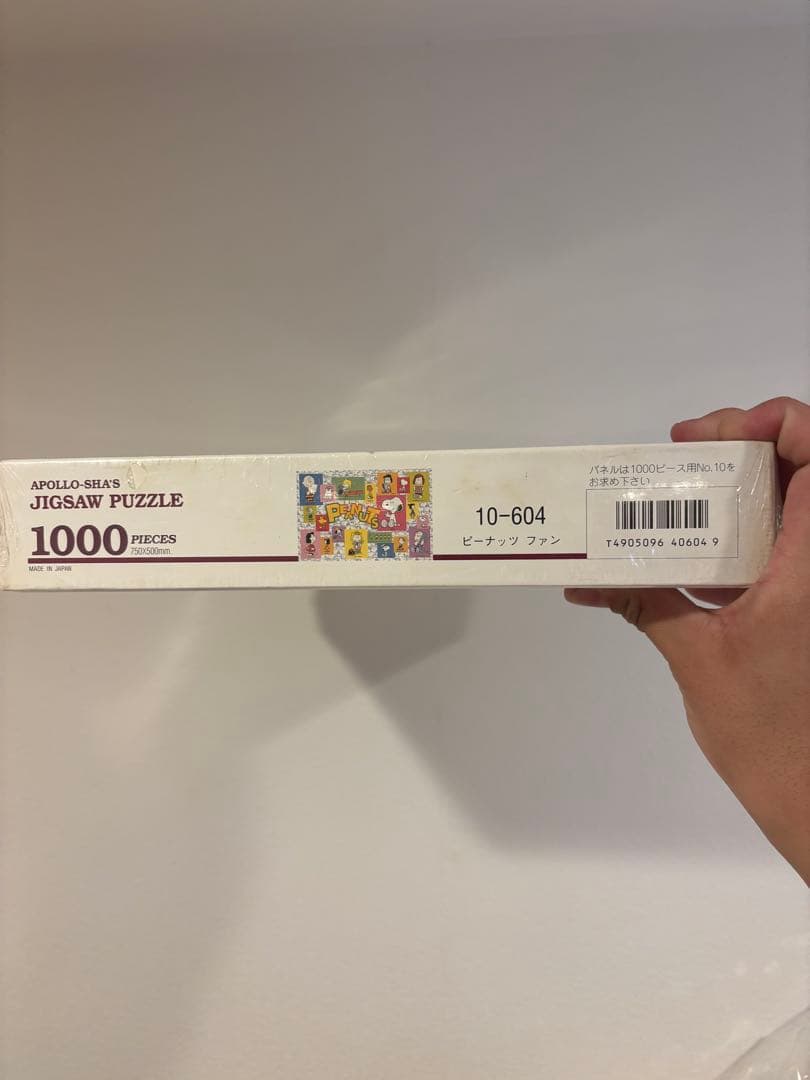 APOLLO-SHA'S
JIGSAW PUZZLE
1000 PIECES
750X500mm.
MADE IN JAPAN
PEANUTS
10-604
ピーナッツ ファン
パネルは1000ピース用No.10を
お求め下さい
T4905096 40604 9